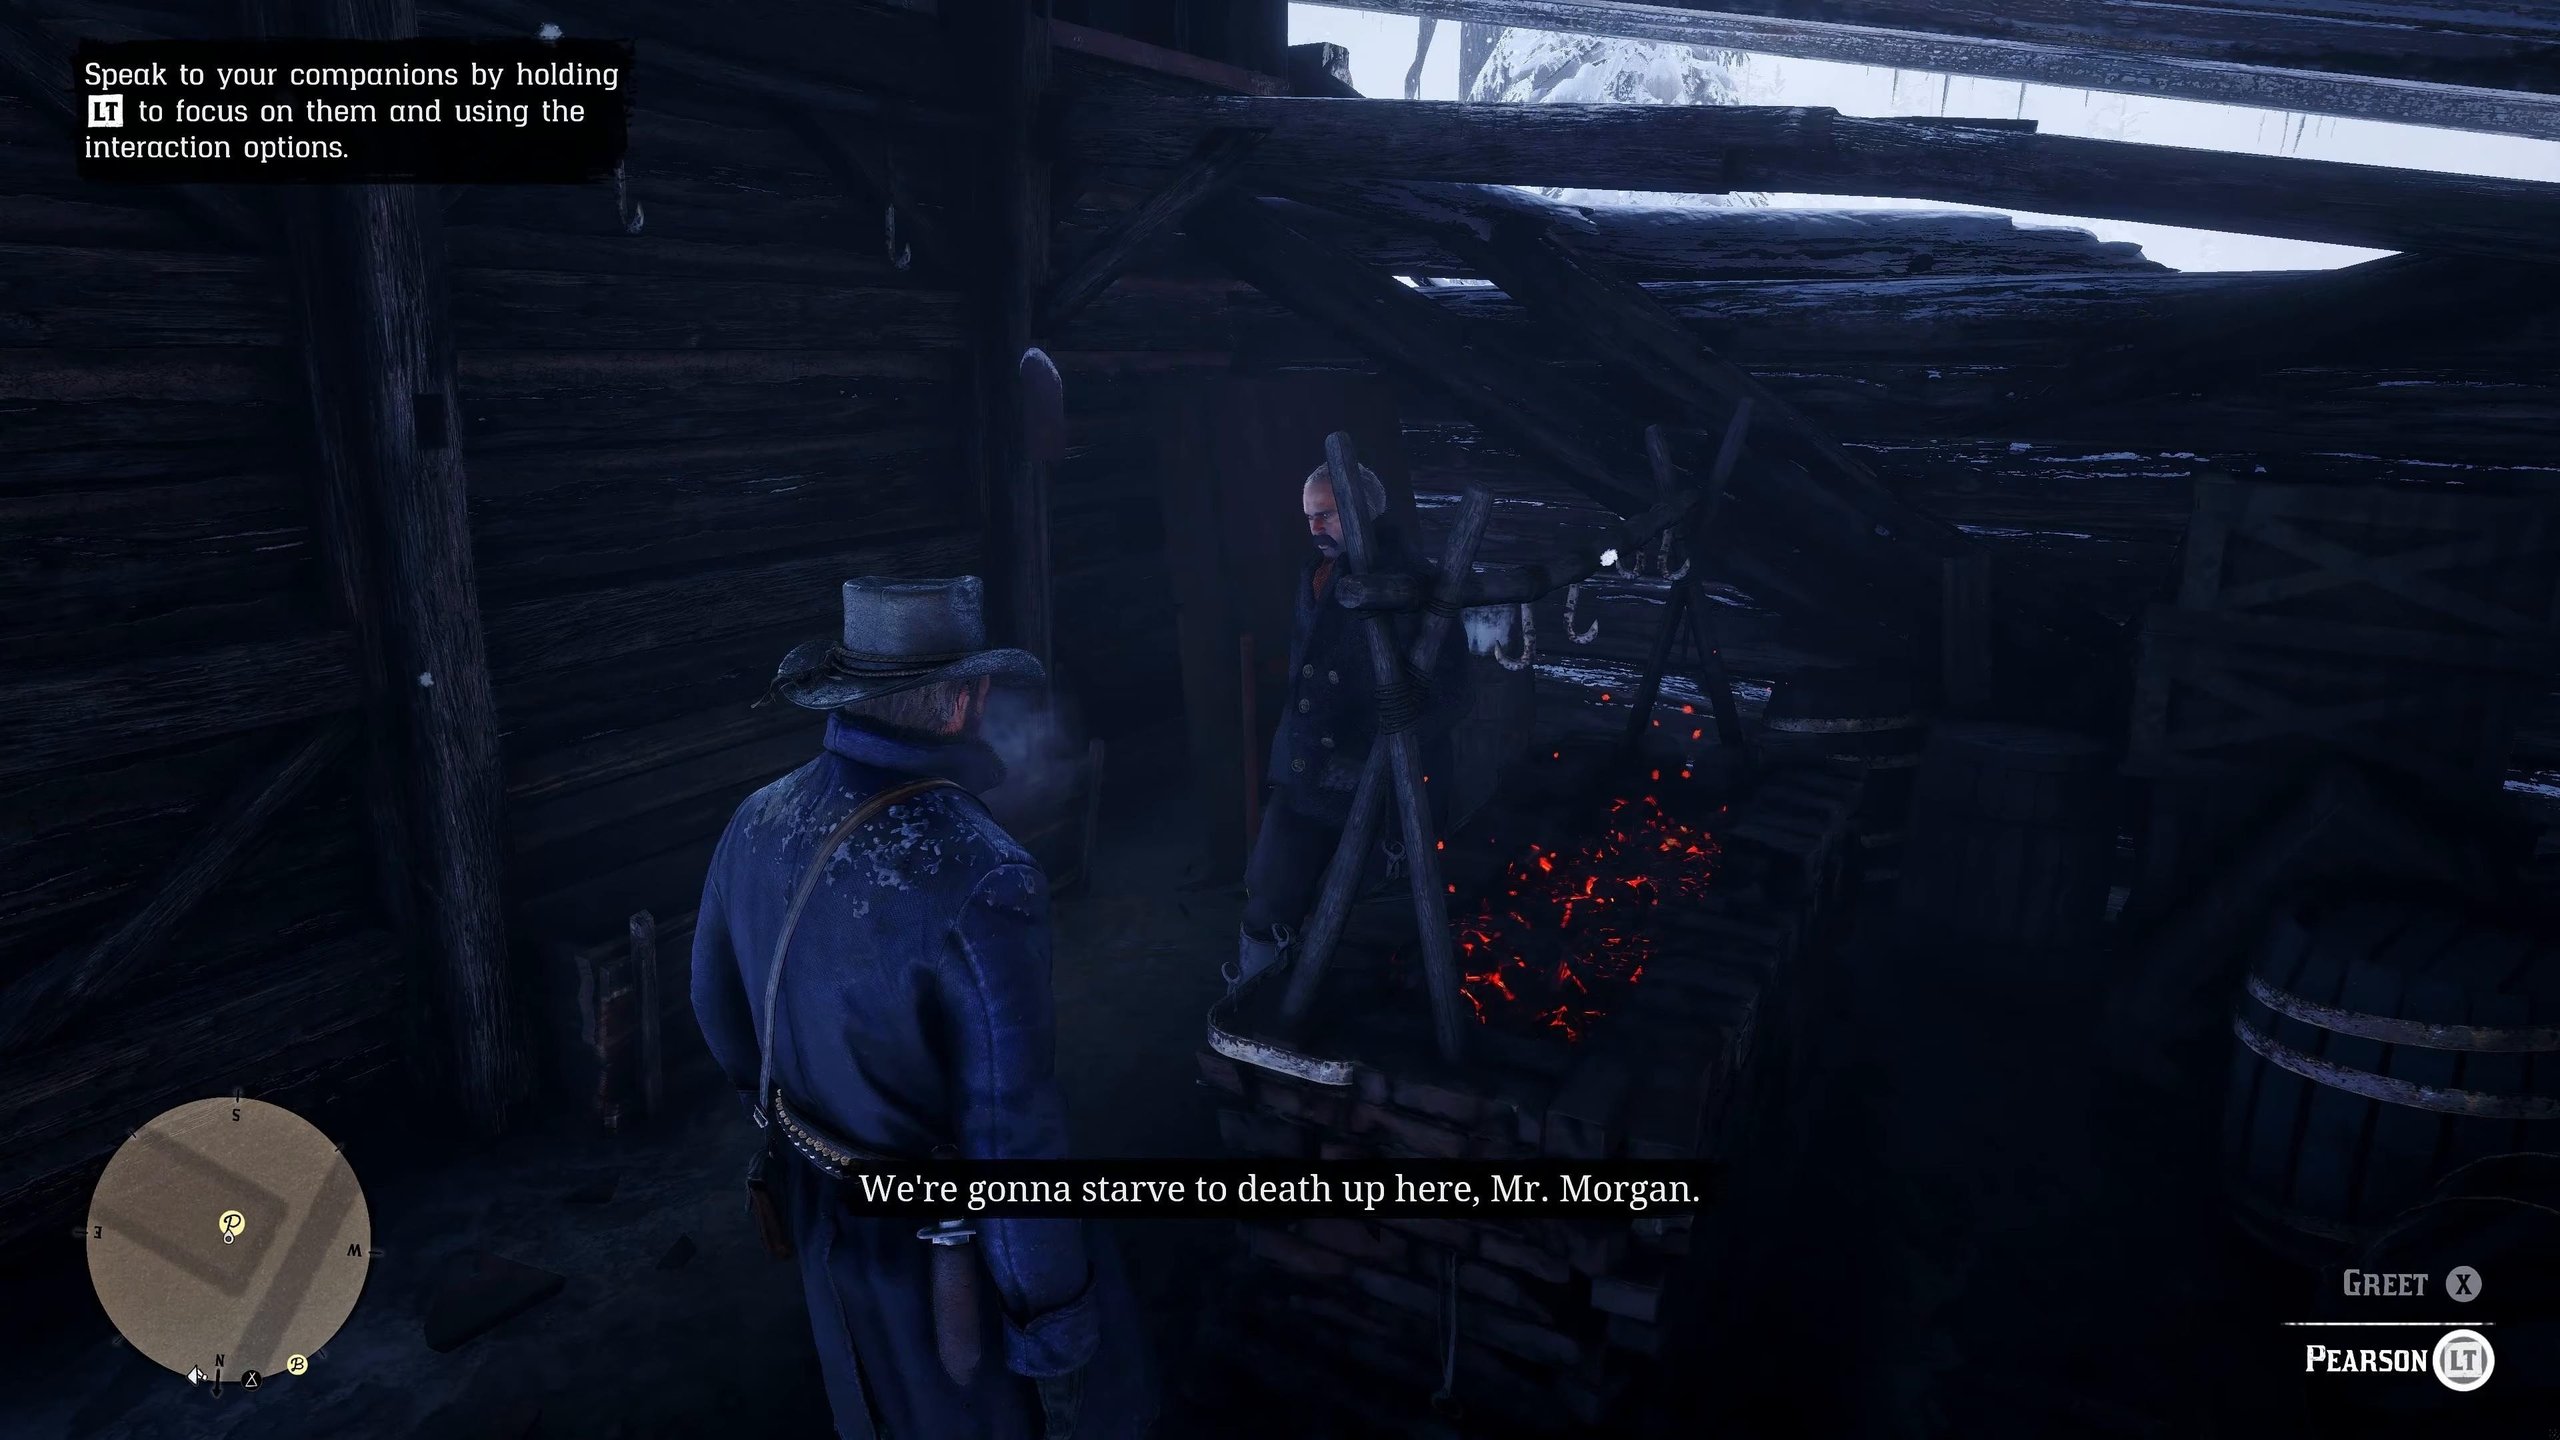 Speak to your companions by holding
LT to focus on them and using the
interaction options.
We're gonna starve to death up here, Mr. Morgan.
S
P
E
W
N
B
GREET X
PEARSON LT